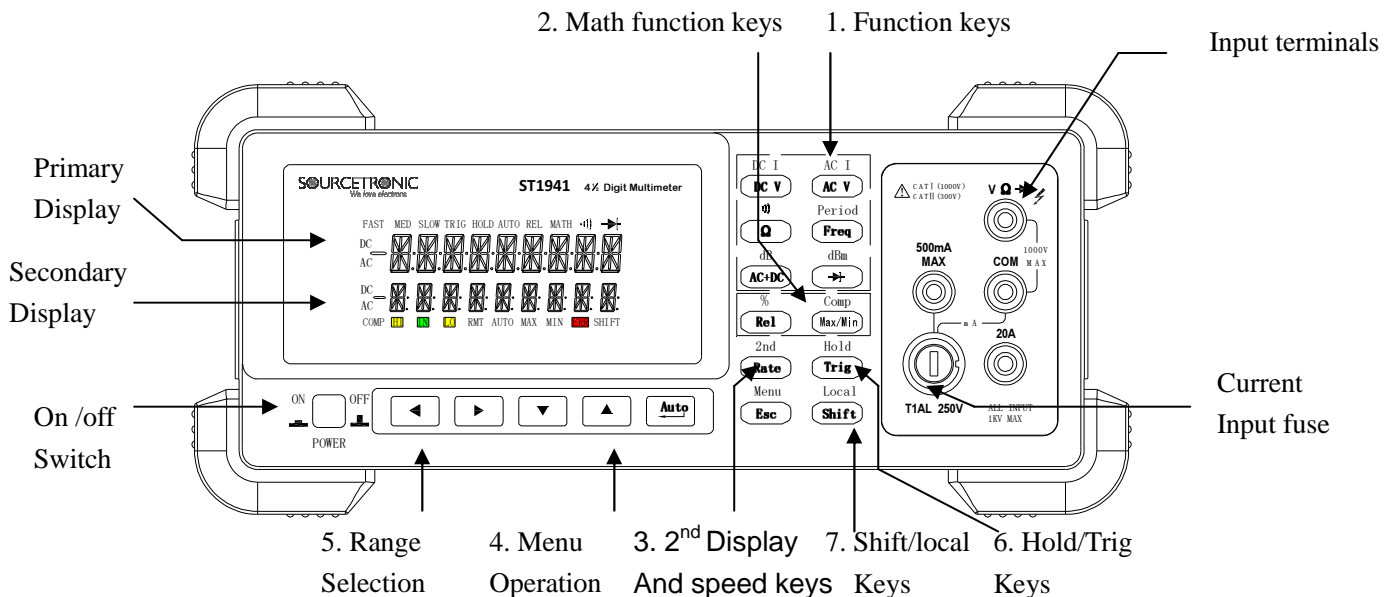 2. Math function keys
1. Function keys
Input terminals
Primary
Display
Secondary
Display
On /off
Switch
SOURCETRONIC
We love electrons
ST1941 4½ Digit Multimeter
FAST MED SLOW TRIG HOLD AUTO REL MATH
DC
AC
DC
AC
COMP HI IN LO RMT AUTO MAX MIN ERR SHIFT
ON OFF
POWER
Auto
DC I AC I
DC V AC V
Period
Ω Freq
dB dBm
AC+DC
% Comp
Rel Max/Min
2nd Hold
Rate Trig
Menu Local
Esc Shift
CAT I (1000V)
CAT II (300V)
V Ω
500mA
MAX
COM
1000V
MAX
mA
20A
T1AL 250V
ALL INPUT
1KV MAX
Current
Input fuse
5. Range
Selection
4. Menu
Operation
3. 2nd Display
And speed keys
7. Shift/local
Keys
6. Hold/Trig
Keys